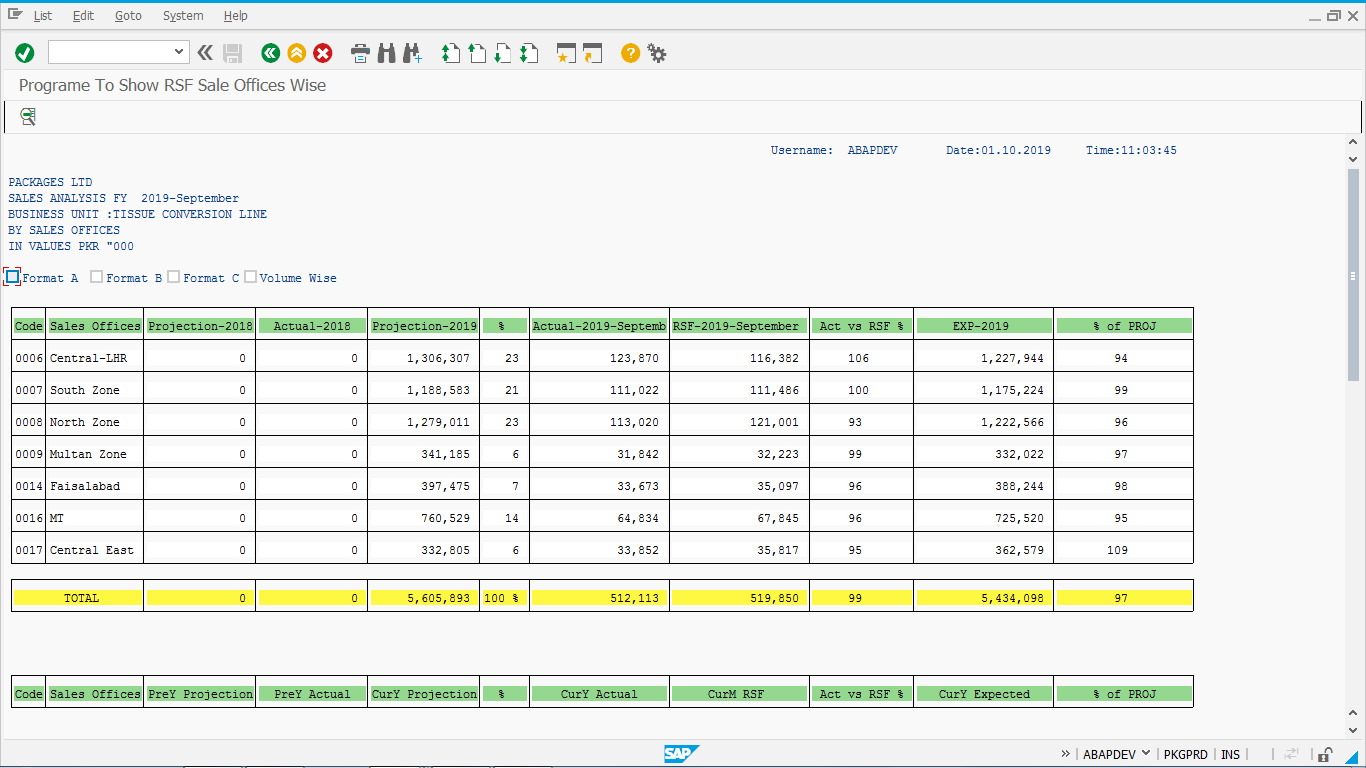 List Edit Goto System Help
Programe To Show RSF Sale Offices Wise
Username: ABAPDEV Date:01.10.2019 Time:11:03:45
PACKAGES LTD
SALES ANALYSIS FY 2019-September
BUSINESS UNIT :TISSUE CONVERSION LINE
BY SALES OFFICES
IN VALUES PKR "000
Format A Format B Format C Volume Wise
Code Sales Offices Projection-2018 Actual-2018 Projection-2019 % Actual-2019-Septemb RSF-2019-September Act vs RSF % EXP-2019 % of PROJ
0006 Central-LHR 0 0 1,306,307 23 123,870 116,382 106 1,227,944 94
0007 South Zone 0 0 1,188,583 21 111,022 111,486 100 1,175,224 99
0008 North Zone 0 0 1,279,011 23 113,020 121,001 93 1,222,566 96
0009 Multan Zone 0 0 341,185 6 31,842 32,223 99 332,022 97
0014 Faisalabad 0 0 397,475 7 33,673 35,097 96 388,244 98
0016 MT 0 0 760,529 14 64,834 67,845 96 725,520 95
0017 Central East 0 0 332,805 6 33,852 35,817 95 362,579 109
TOTAL 0 0 5,605,893 100 % 512,113 519,850 99 5,434,098 97
Code Sales Offices PreY Projection PreY Actual CurY Projection % CurY Actual CurM RSF Act vs RSF % CurY Expected % of PROJ
SAP » ABAPDEV PKGPRD INS